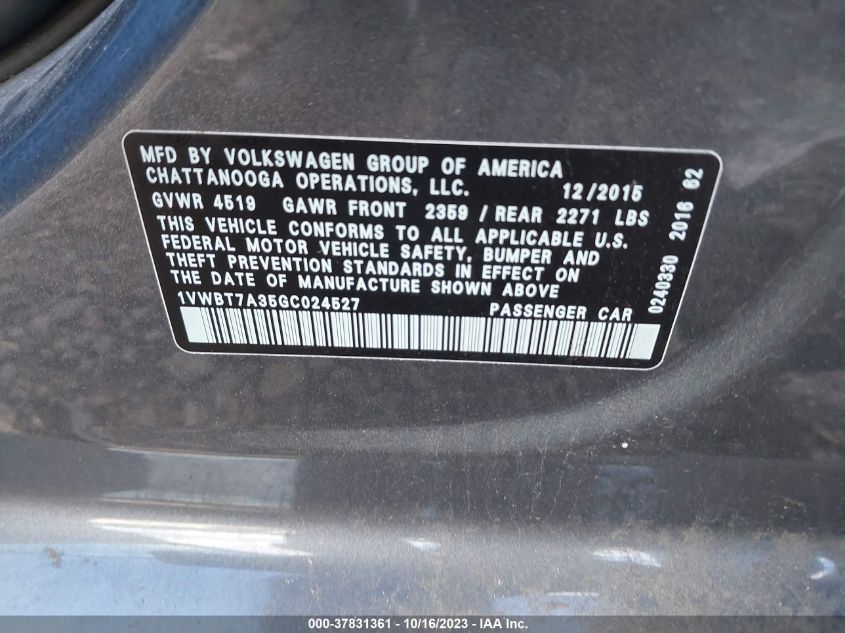 MFD BY VOLKSWAGEN GROUP OF AMERICA
CHATTANOOGA OPERATIONS, LLC. 12/2015
GVWR 4519 GAWR FRONT 2359 / REAR 2271 LBS
THIS VEHICLE CONFORMS TO ALL APPLICABLE U.S.
FEDERAL MOTOR VEHICLE SAFETY, BUMPER AND
THEFT PREVENTION STANDARDS IN EFFECT ON
THE DATE OF MANUFACTURE SHOWN ABOVE
1VWBT7A35GC024527 PASSENGER CAR
0240330 2016 62
000-37831361 - 10/16/2023 - © IAA Inc.